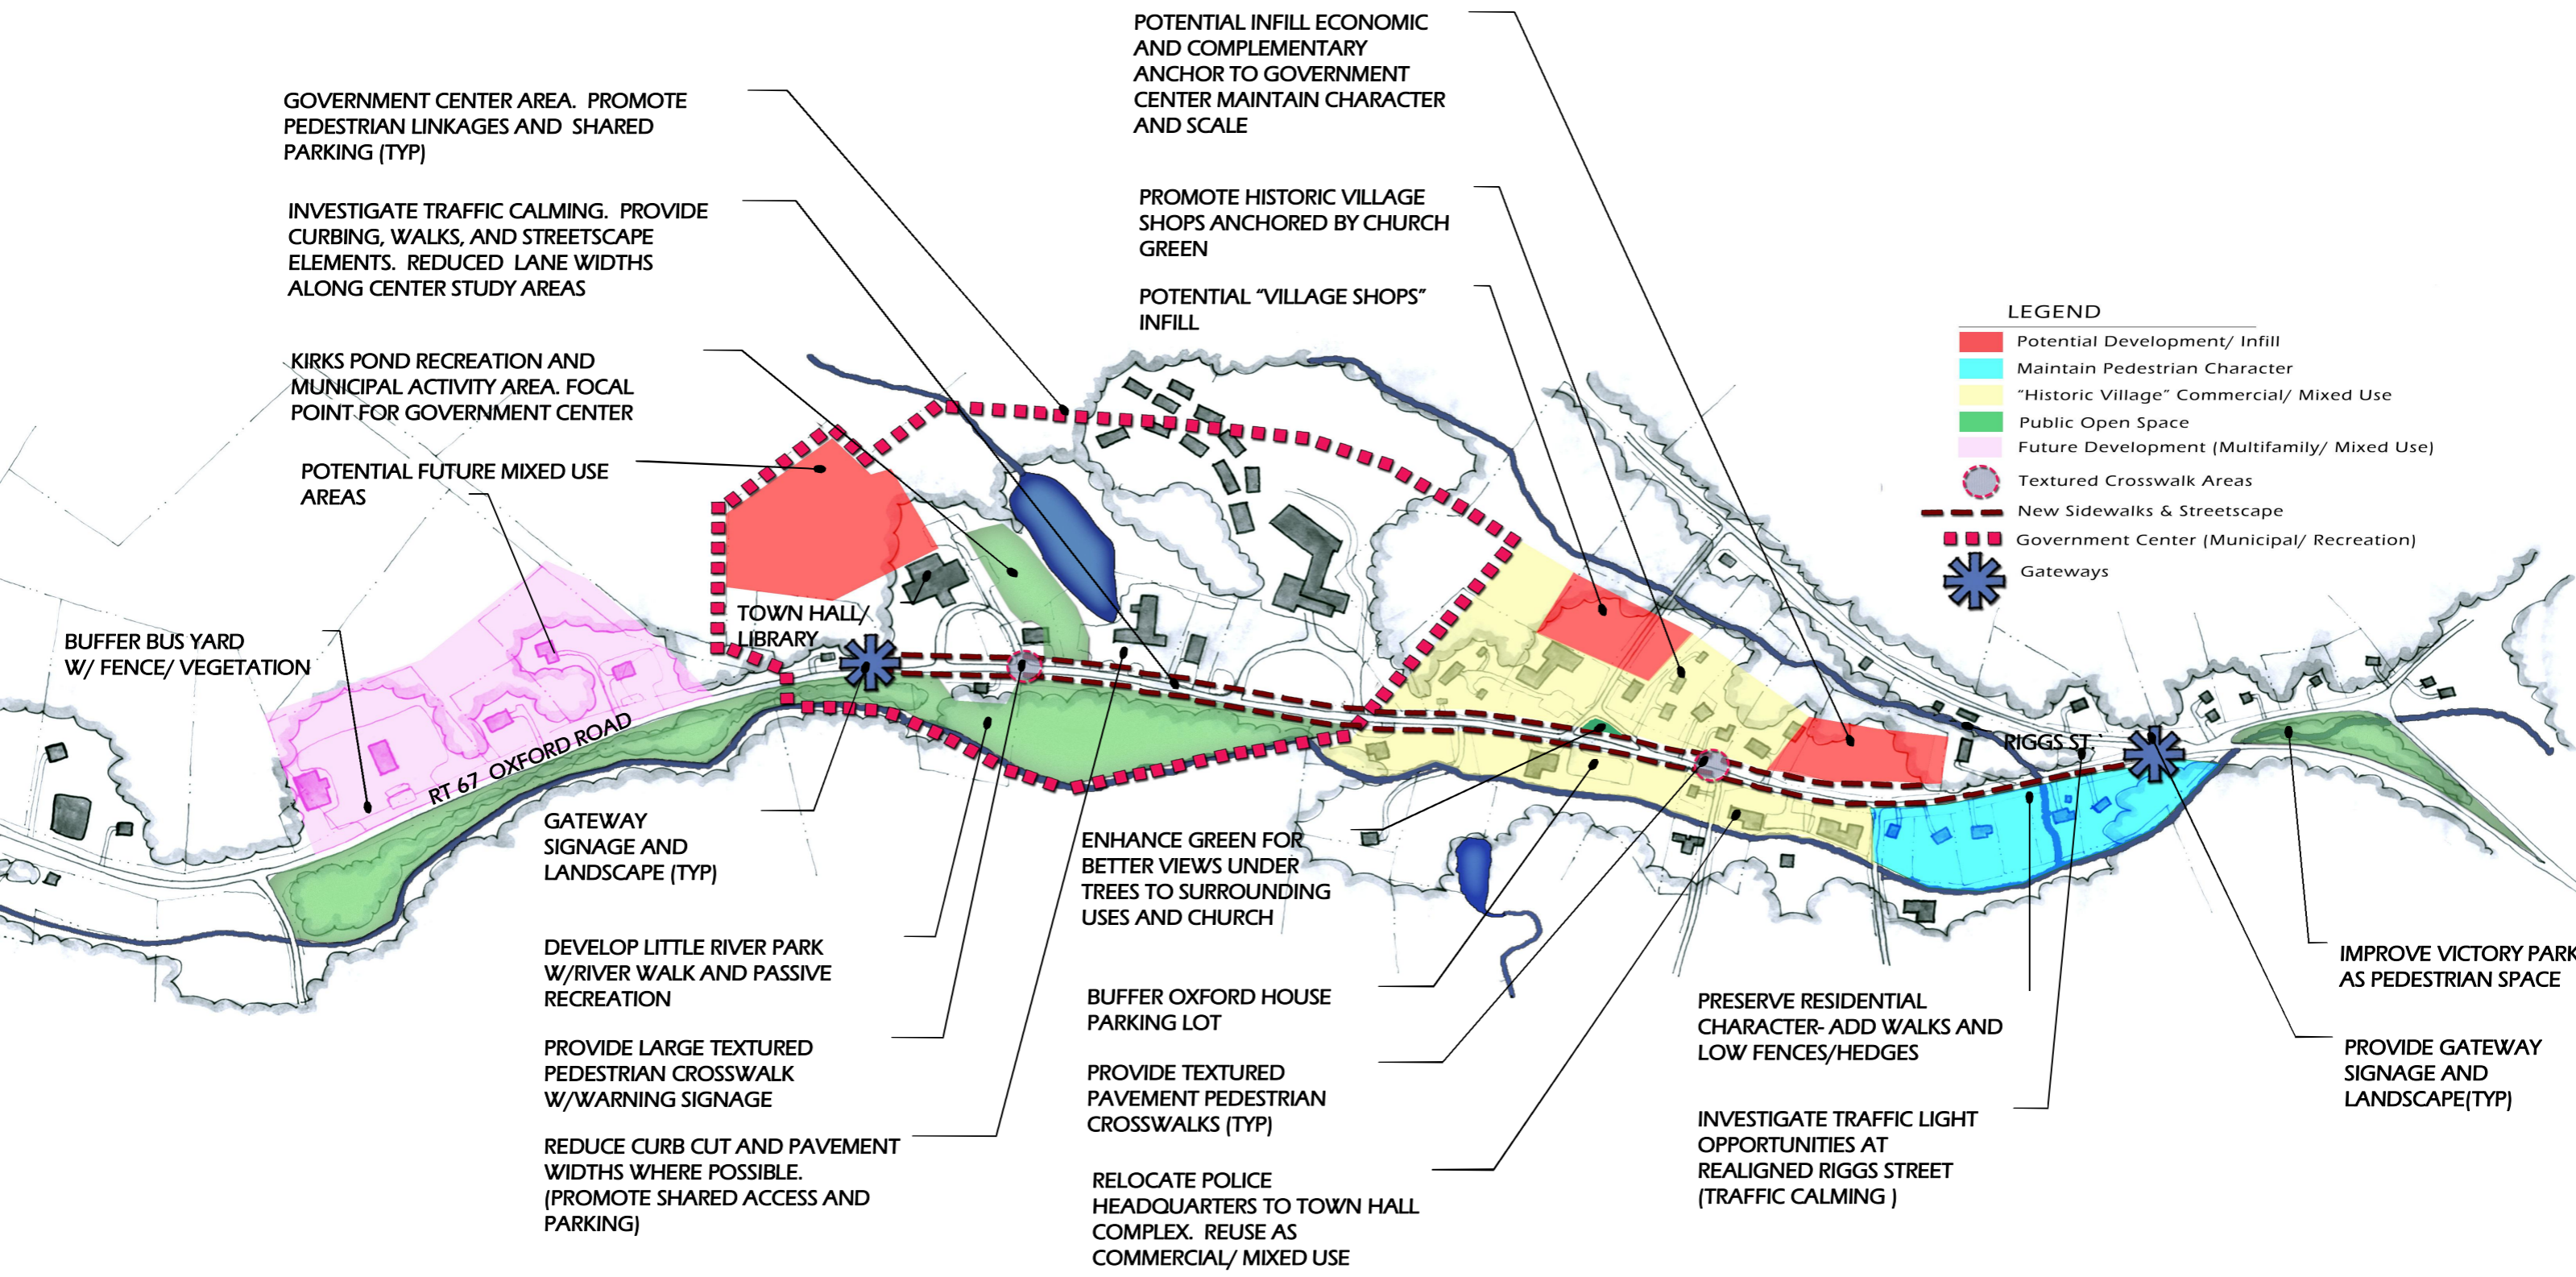 POTENTIAL INFILL ECONOMIC
AND COMPLEMENTARY
ANCHOR TO GOVERNMENT
CENTER MAINTAIN CHARACTER
AND SCALE
GOVERNMENT CENTER AREA.  PROMOTE
PEDESTRIAN LINKAGES AND  SHARED
PARKING (TYP)
INVESTIGATE TRAFFIC CALMING.  PROVIDE
CURBING, WALKS, AND STREETSCAPE
ELEMENTS.  REDUCED  LANE WIDTHS
ALONG CENTER STUDY AREAS
PROMOTE HISTORIC VILLAGE
SHOPS ANCHORED BY CHURCH
GREEN
POTENTIAL “VILLAGE SHOPS”
INFILL
KIRKS POND RECREATION AND
MUNICIPAL ACTIVITY AREA. FOCAL
POINT FOR GOVERNMENT CENTER
POTENTIAL FUTURE MIXED USE
AREAS
LEGEND
Potential Development/ Infill
Maintain Pedestrian Character
“Historic Village” Commercial/ Mixed Use
Public Open Space
Future Development (Multifamily/ Mixed Use)
Textured Crosswalk Areas
New Sidewalks & Streetscape
Government Center (Municipal/ Recreation)
Gateways
TOWN HALL/
LIBRARY
BUFFER BUS YARD
W/ FENCE/ VEGETATION
RT 67  OXFORD ROAD
RIGGS ST.
GATEWAY
SIGNAGE AND
LANDSCAPE (TYP)
DEVELOP LITTLE RIVER PARK
W/RIVER WALK AND PASSIVE
RECREATION
PROVIDE LARGE TEXTURED
PEDESTRIAN CROSSWALK
W/WARNING SIGNAGE
REDUCE CURB CUT AND PAVEMENT
WIDTHS WHERE POSSIBLE.
(PROMOTE SHARED ACCESS AND
PARKING)
ENHANCE GREEN FOR
BETTER VIEWS UNDER
TREES TO SURROUNDING
USES AND CHURCH
BUFFER OXFORD HOUSE
PARKING LOT
PROVIDE TEXTURED
PAVEMENT PEDESTRIAN
CROSSWALKS (TYP)
RELOCATE POLICE
HEADQUARTERS TO TOWN HALL
COMPLEX.  REUSE AS
COMMERCIAL/ MIXED USE
PRESERVE RESIDENTIAL
CHARACTER- ADD WALKS AND
LOW FENCES/HEDGES
INVESTIGATE TRAFFIC LIGHT
OPPORTUNITIES AT
REALIGNED RIGGS STREET
(TRAFFIC CALMING )
IMPROVE VICTORY PARK
AS PEDESTRIAN SPACE
PROVIDE GATEWAY
SIGNAGE AND
LANDSCAPE(TYP)